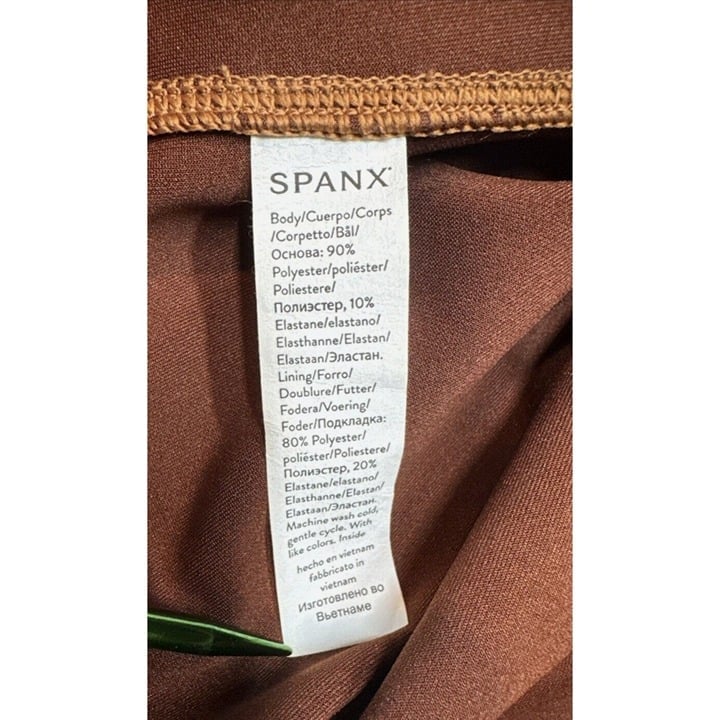 SPANX
Body/Cuerpo/Corps
/Corpetto/Bål/
Основа: 90%
Polyester/poliéster/
Poliestere/
Полиэстер, 10%
Elastane/elastano/
Elasthanne/Elastan/
Elastaan/Эластан.
Lining/Forro/
Doublure/Futter/
Fodera/Voering/
Foder/Подкладка:
80% Polyester/
poliéster/Poliestere/
Полиэстер, 20%
Elastane/elastano/
Elasthanne/Elastan/
Elastaan/Эластан.
Machine wash cold,
gentle cycle. With
like colors. Inside
hecho en vietnam
fabbricato in
vietnam
Изготовлено во
Вьетнаме